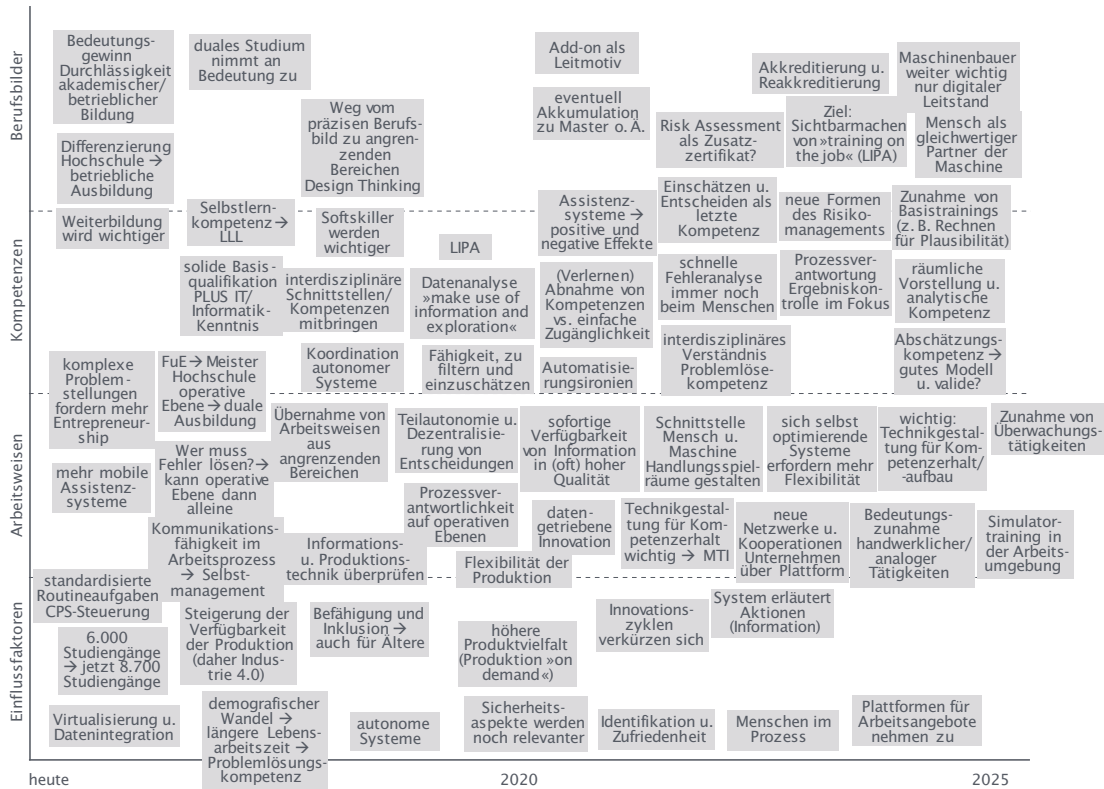 Berufsbilder
Bedeutungs-
gewinn
Durchlässigkeit
akademischer/
betrieblicher
Bildung
duales Studium
nimmt an
Bedeutung zu
Weg vom
präzisen Berufs-
bild zu angren-
zenden
Bereichen
Design Thinking
Differenzierung
Hochschule →
betriebliche
Ausbildung
Add-on als
Leitmotiv
eventuell
Akkumulation
zu Master o. Ä.
Risk Assessment
als Zusatz-
zertifikat?
Akkreditierung u.
Reakkreditierung
Ziel:
Sichtbarmachen
von »training on
the job« (LIPA)
Maschinenbauer
weiter wichtig
nur digitaler
Leitstand
Mensch als
gleichwertiger
Partner der
Maschine
Kompetenzen
Weiterbildung
wird wichtiger
Selbstlern-
kompetenz →
LLL
Softskiller
werden
wichtiger
LIPA
Assistenz-
systeme →
positive und
negative Effekte
Einschätzen u.
Entscheiden als
letzte
Kompetenz
neue Formen
des Risiko-
managements
Zunahme von
Basistrainings
(z. B. Rechnen
für Plausibilität)
solide Basis-
qualifikation
PLUS IT/
Informatik-
Kenntnis
interdisziplinäre
Schnittstellen/
Kompetenzen
mitbringen
Datenanalyse
»make use of
information and
exploration«
(Verlernen)
Abnahme von
Kompetenzen
vs. einfache
Zugänglichkeit
schnelle
Fehleranalyse
immer noch
beim Menschen
Prozessver-
antwortung
Ergebniskon-
trolle im Fokus
räumliche
Vorstellung u.
analytische
Kompetenz
komplexe
Problem-
stellungen
fordern mehr
Entrepreneur-
ship
FuE → Meister
Hochschule
operative
Ebene → duale
Ausbildung
Koordination
autonomer
Systeme
Fähigkeit, zu
filtern und
einzuschätzen
Automatisie-
rungsironien
interdisziplinäres
Verständnis
Problemlöse-
kompetenz
Abschätzungs-
kompetenz →
gutes Modell
u. valide?
Arbeitsweisen
Übernahme von
Arbeitsweisen
aus
angrenzenden
Bereichen
Teilautonomie u.
Dezentralisie-
rung von
Entscheidungen
sofortige
Verfügbarkeit
von Information
in (oft) hoher
Qualität
Schnittstelle
Mensch u.
Maschine
Handlungsspiel-
räume gestalten
sich selbst
optimierende
Systeme
erfordern mehr
Flexibilität
wichtig:
Technikgestal-
tung für Kom-
petenzerhalt/
-aufbau
Zunahme von
Überwachungs-
tätigkeiten
mehr mobile
Assistenz-
systeme
Wer muss
Fehler lösen? →
kann operative
Ebene dann
alleine
Kommunikations-
fähigkeit im
Arbeitsprozess
→ Selbst-
management
Informations-
u. Produktions-
technik überprüfen
Prozessver-
antwortlichkeit
auf operativen
Ebenen
Flexibilität der
Produktion
daten-
getriebene
Innovation
Technikgestal-
tung für Kom-
petenzerhalt
wichtig → MTI
neue
Netzwerke u.
Kooperationen
Unternehmen
über Plattform
Bedeutungs-
zunahme
handwerklicher/
analoger
Tätigkeiten
Simulator-
training in
der Arbeits-
umgebung
Einflussfaktoren
standardisierte
Routineaufgaben
CPS-Steuerung
6.000
Studiengänge
→ jetzt 8.700
Studiengänge
Steigerung der
Verfügbarkeit
der Produktion
(daher Indus-
trie 4.0)
Befähigung und
Inklusion →
auch für Ältere
höhere
Produktvielfalt
(Produktion »on
demand«)
Innovations-
zyklen
verkürzen sich
System erläutert
Aktionen
(Information)
Virtualisierung u.
Datenintegration
demografischer
Wandel →
längere Lebens-
arbeitszeit →
Problemlösungs-
kompetenz
autonome
Systeme
Sicherheits-
aspekte werden
noch relevanter
Identifikation u.
Zufriedenheit
Menschen im
Prozess
Plattformen für
Arbeitsangebote
nehmen zu
heute
2020
2025